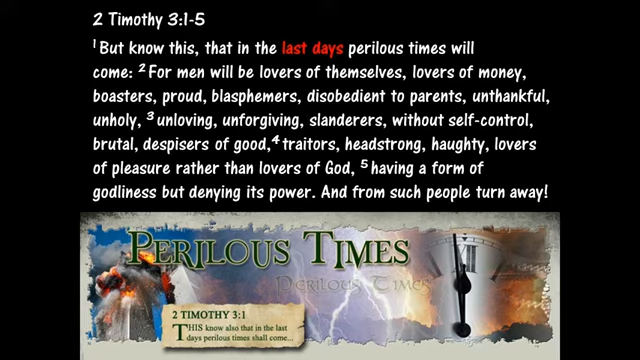 2 Timothy 3:1-5
1 But know this, that in the last days perilous times will
come: 2 For men will be lovers of themselves, lovers of money,
boasters, proud, blasphemers, disobedient to parents, unthankful,
unholy, 3 unloving, unforgiving, slanderers, without self-control,
brutal, despisers of good,4 traitors, headstrong, haughty, lovers
of pleasure rather than lovers of God, 5 having a form of
godliness but denying its power. And from such people turn away!
PERILOUS TIMES
PERILOUS TIMES
2 TIMOTHY 3:1
THIS know also that in the last
days perilous times shall come...